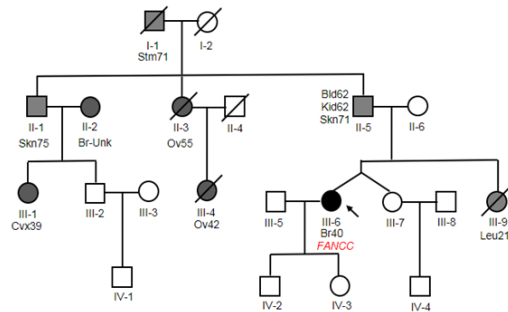 I-1
I-2
Stm71
Bld62
Kid62
Skn71
II-1
II-2
II-3
II-4
II-5
II-6
Skn75
Br-Unk
Ov55
III-1
III-2
III-3
III-4
III-5
III-6
III-7
III-8
III-9
Cvx39
Ov42
Br40
Leu21
FANCC
IV-1
IV-2
IV-3
IV-4